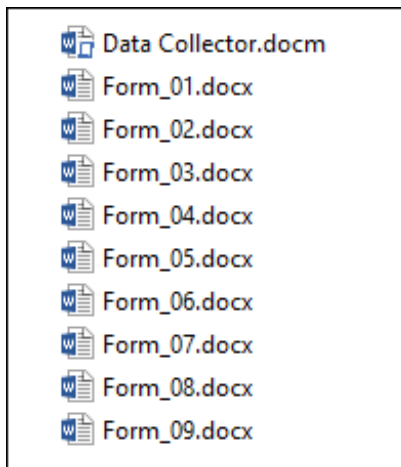 Data Collector.docm
Form_01.docx
Form_02.docx
Form_03.docx
Form_04.docx
Form_05.docx
Form_06.docx
Form_07.docx
Form_08.docx
Form_09.docx